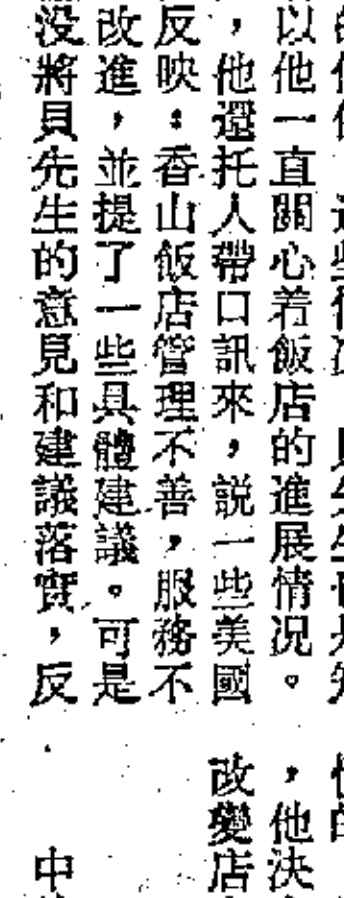 以他一直關心着飯店的進展情況。
，他還托人帶口訊來，説一些美國
反映：香山飯店管理不善，服務不
改進，並提了一些具體建議。可是
没將貝先生的意見和建議落實，反
，他決
改變店
中